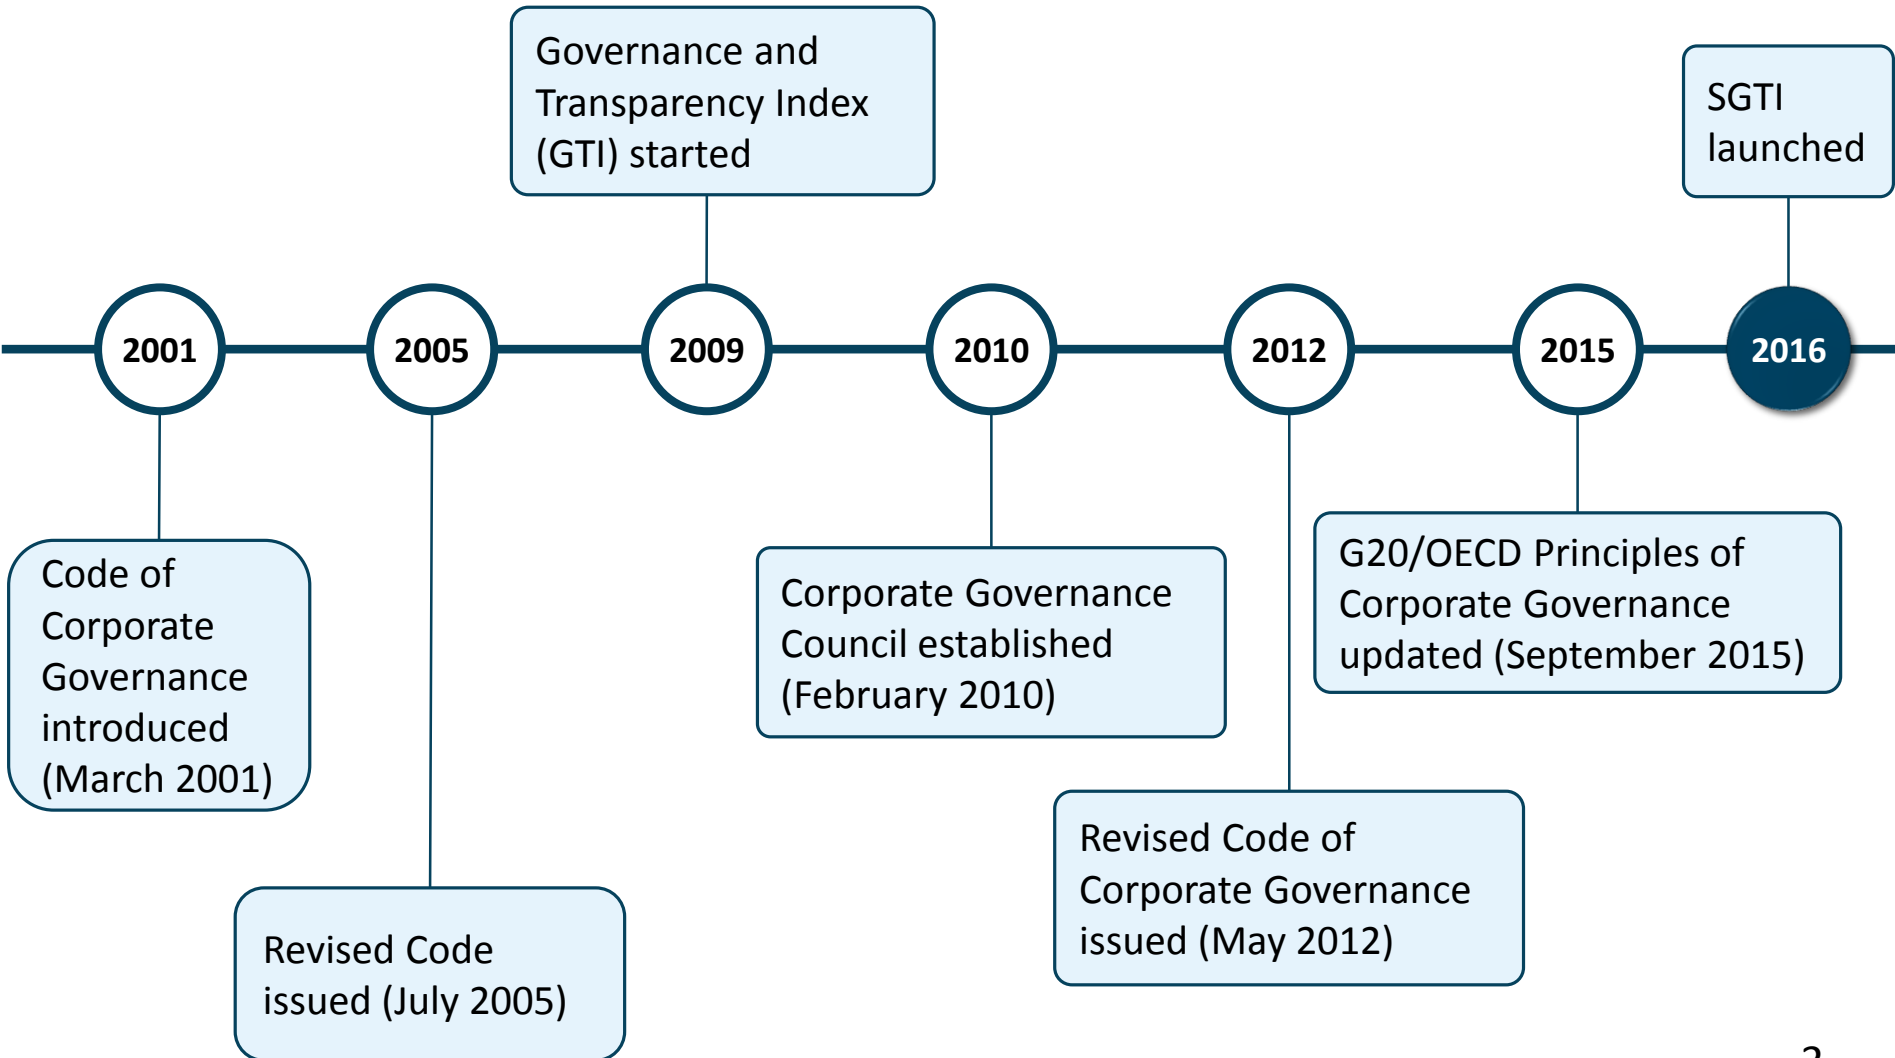 Governance and
Transparency Index
(GTI) started
SGTI
launched
2001
2005
2009
2010
2012
2015
2016
Code of
Corporate
Governance
introduced
(March 2001)
Revised Code
issued (July 2005)
Corporate Governance
Council established
(February 2010)
Revised Code of
Corporate Governance
issued (May 2012)
G20/OECD Principles of
Corporate Governance
updated (September 2015)